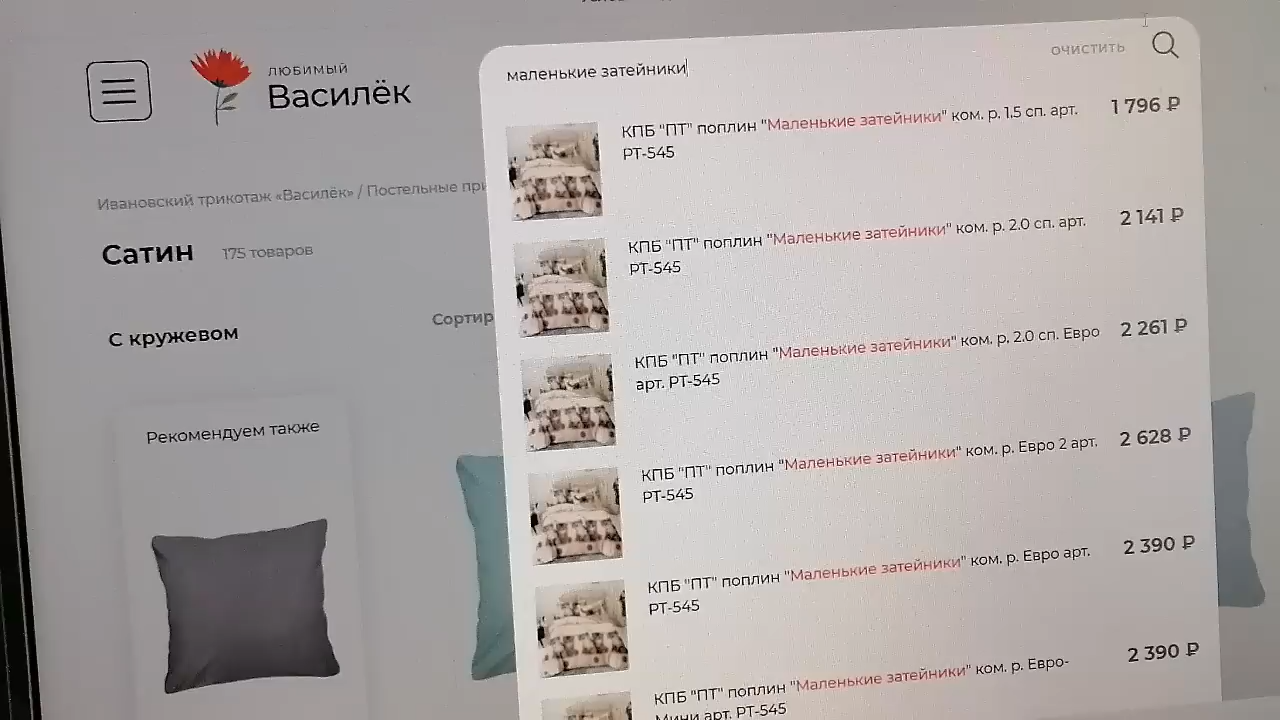 ЛЮБИМЫЙ
Василёк
маленькие затейники
ОЧИСТИТЬ
КПБ "ПТ" поплин "Маленькие затейники" ком. р. 1.5 сп. арт.
РТ-545
1 796 ₽
Ивановский трикотаж «Василёк» / Постельные при
Сатин
175 товаров
КПБ "ПТ" поплин "Маленькие затейники" ком. р. 2.0 сп. арт.
РТ-545
2 141 ₽
С кружевом
Сортир
КПБ "ПТ" поплин "Маленькие затейники" ком. р. 2.0 сп. Евро
арт. РТ-545
2 261 ₽
Рекомендуем также
КПБ "ПТ" поплин "Маленькие затейники" ком. р. Евро 2 арт.
РТ-545
2 628 ₽
КПБ "ПТ" поплин "Маленькие затейники" ком. р. Евро арт.
РТ-545
2 390 ₽
КПБ "ПТ" поплин "Маленькие затейники" ком. р. Евро-
Мини арт. РТ-545
2 390 ₽